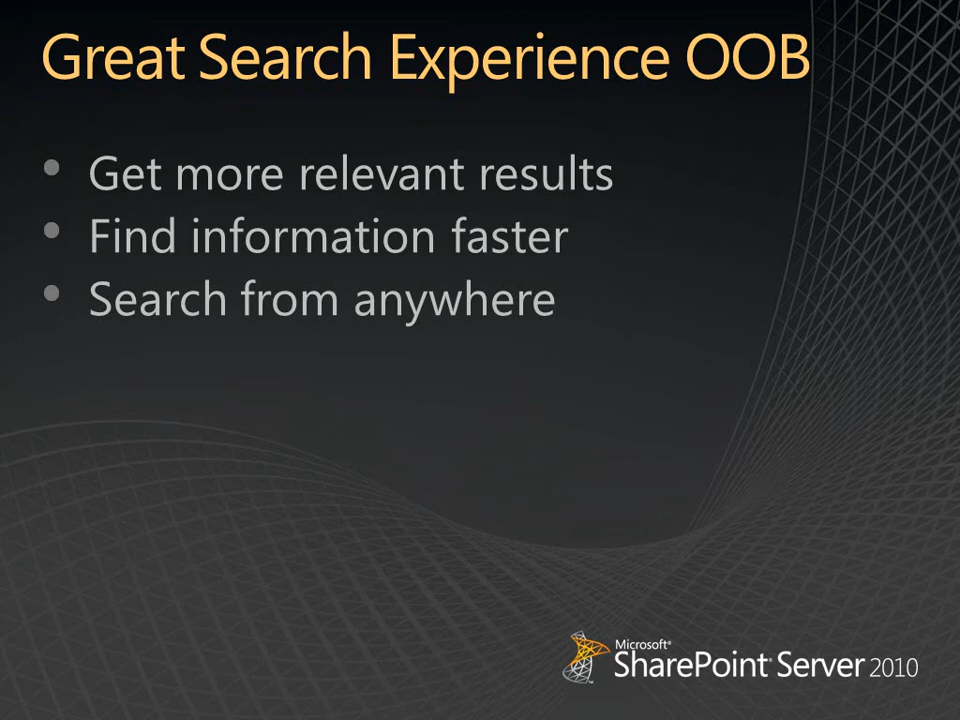 Great Search Experience OOB
• Get more relevant results
• Find information faster
• Search from anywhere
Microsoft®
SharePoint® Server 2010